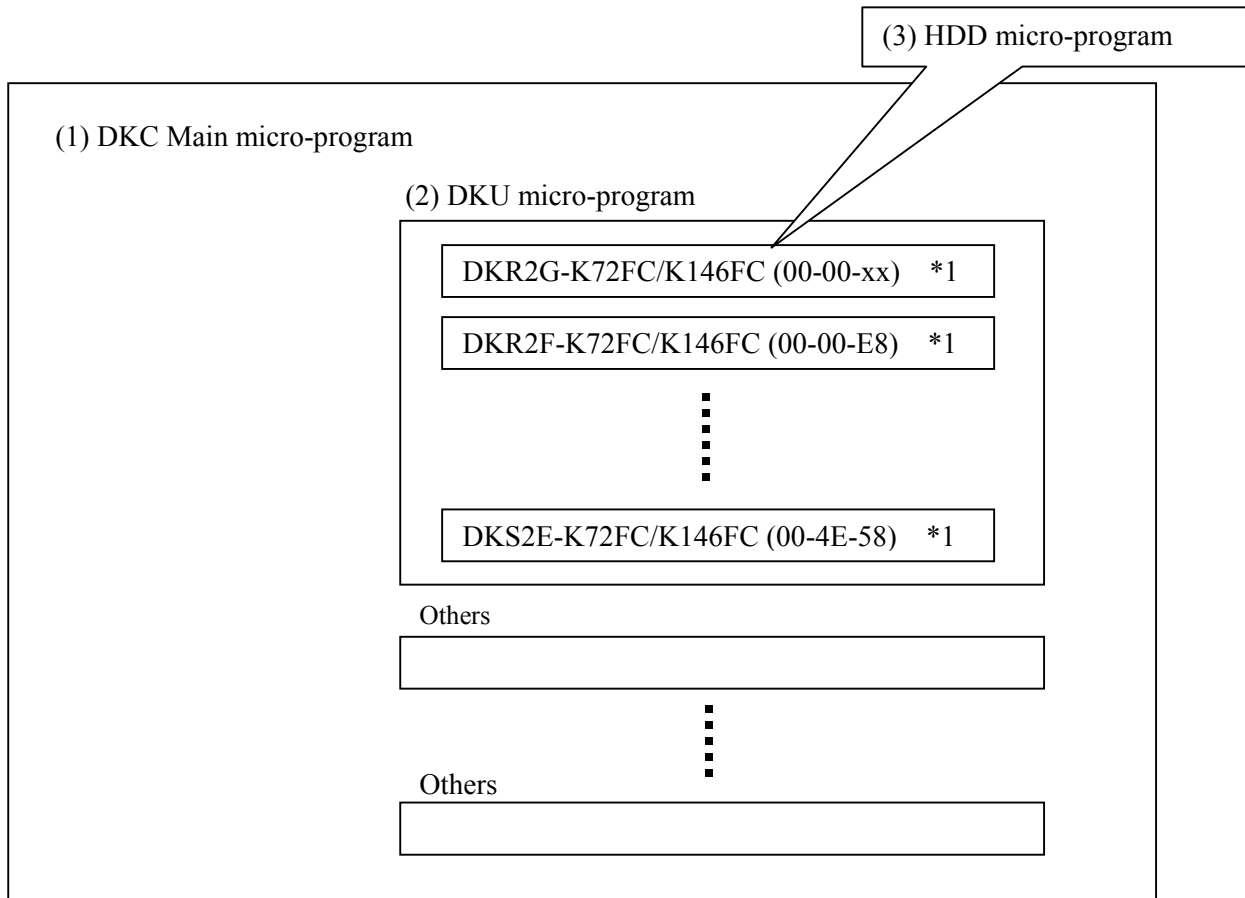 (3) HDD micro-program
(1) DKC Main micro-program
(2) DKU micro-program
DKR2G-K72FC/K146FC (00-00-xx) *1
DKR2F-K72FC/K146FC (00-00-E8) *1
DKS2E-K72FC/K146FC (00-4E-58) *1
Others
Others